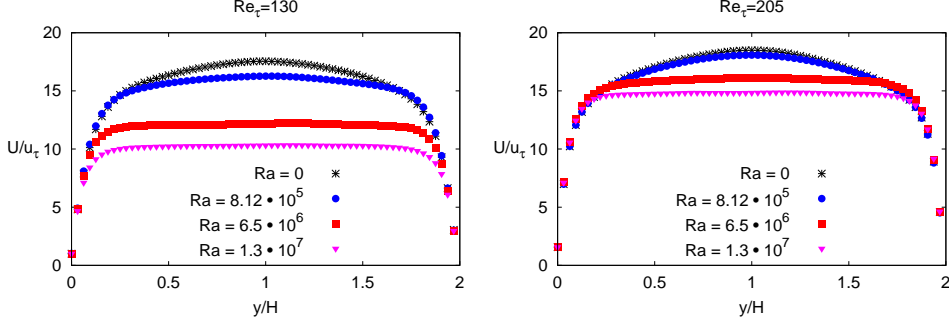 Re_τ=130
20
15
10
5
0
U/u_τ
Ra = 0
Ra = 8.12 • 10^5
Ra = 6.5 • 10^6
Ra = 1.3 • 10^7
0 0.5 1 1.5 2
y/H
Re_τ=205
20
15
10
5
0
U/u_τ
Ra = 0
Ra = 8.12 • 10^5
Ra = 6.5 • 10^6
Ra = 1.3 • 10^7
0 0.5 1 1.5 2
y/H